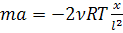 ma = −2νRT x/l²